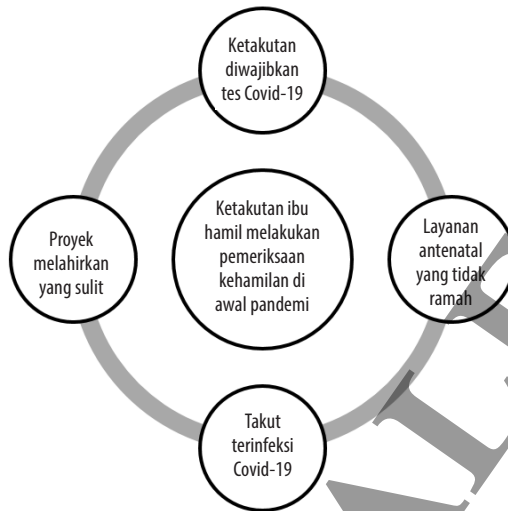 Ketakutan
diwajibkan
tes Covid-19
Proyek
melahirkan
yang sulit
Ketakutan ibu
hamil melakukan
pemeriksaan
kehamilan di
awal pandemi
Layanan
antenatal
yang tidak
ramah
Takut
terinfeksi
Covid-19